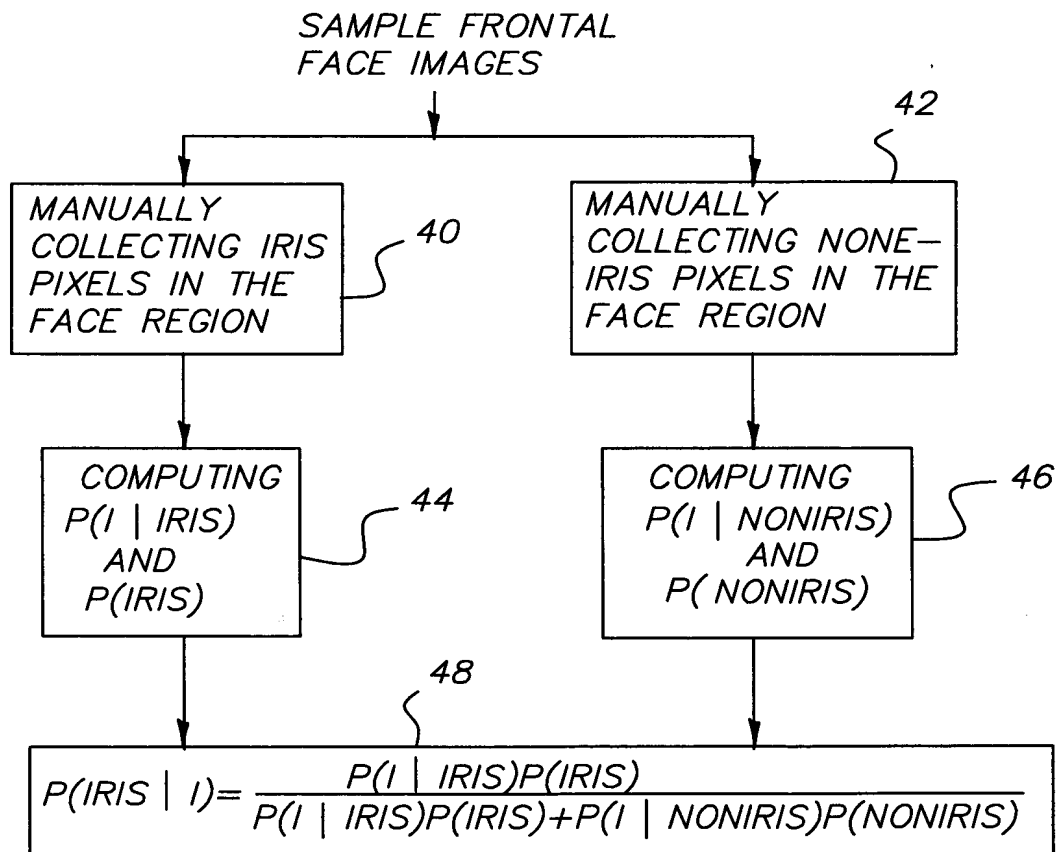 SAMPLE FRONTAL
FACE IMAGES
42
MANUALLY
COLLECTING IRIS
PIXELS IN THE
FACE REGION
40
MANUALLY
COLLECTING NONE–
IRIS PIXELS IN THE
FACE REGION
COMPUTING
P(I | IRIS)
AND
P(IRIS)
44
COMPUTING
P(I | NONIRIS)
AND
P( NONIRIS)
46
48
P(IRIS | I)= P(I | IRIS)P(IRIS)
P(I | IRIS)P(IRIS)+P(I | NONIRIS)P(NONIRIS)